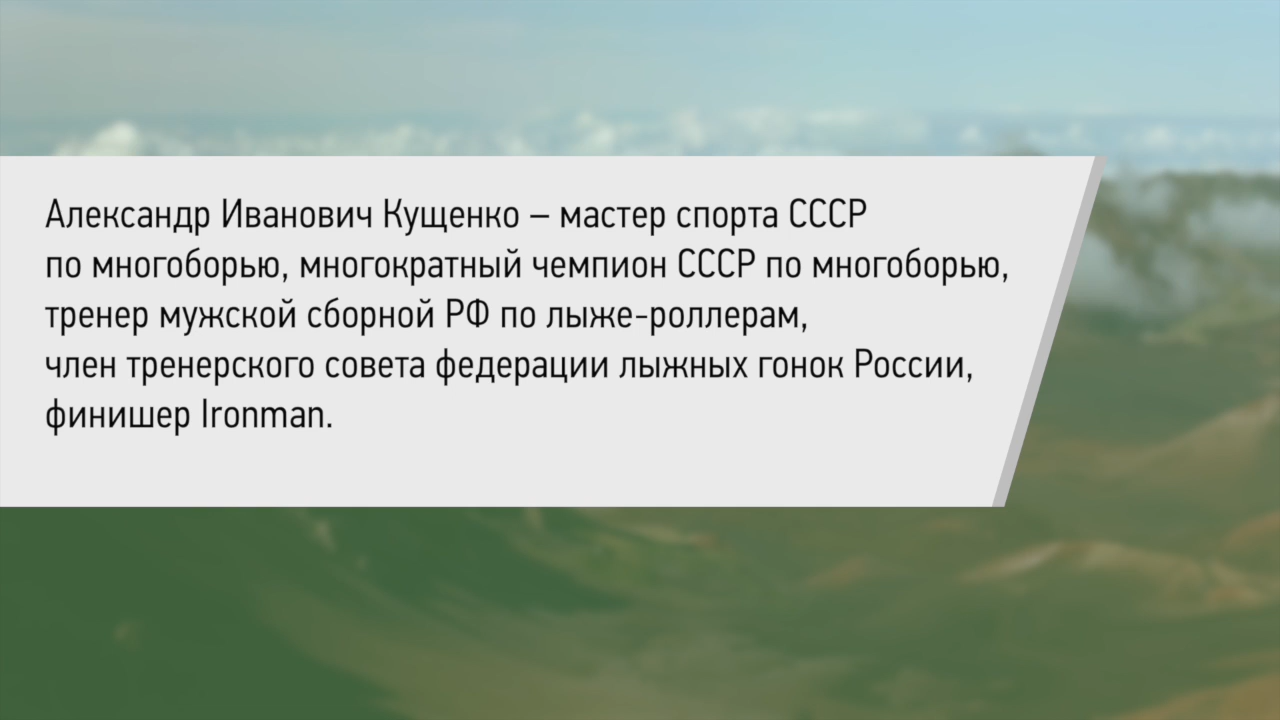 Александр Иванович Кущенко – мастер спорта СССР
по многоборью, многократный чемпион СССР по многоборью,
тренер мужской сборной РФ по лыже-роллерам,
член тренерского совета федерации лыжных гонок России,
финишер Ironman.